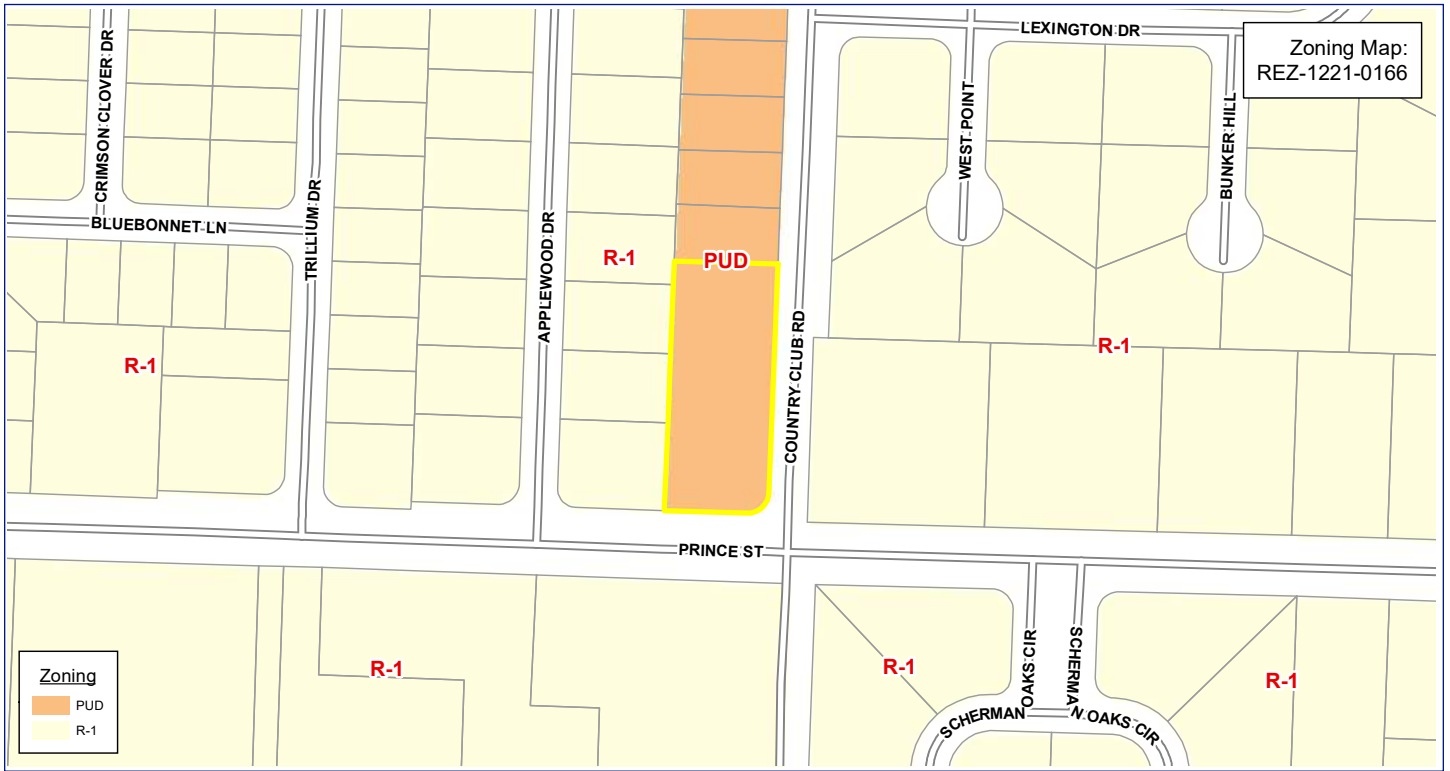 LEXINGTON DR
Zoning Map:
REZ-1221-0166
CRIMSON CLOVER DR
WEST POINT
BUNKER HILL
BLUEBONNET LN
TRILLIUM DR
APPLEWOOD DR
R-1
PUD
COUNTRY CLUB RD
R-1
R-1
PRINCE ST
SCHERMAN OAKS CIR
SCHERMAN OAKS CIR
R-1
R-1
R-1
Zoning
PUD
R-1